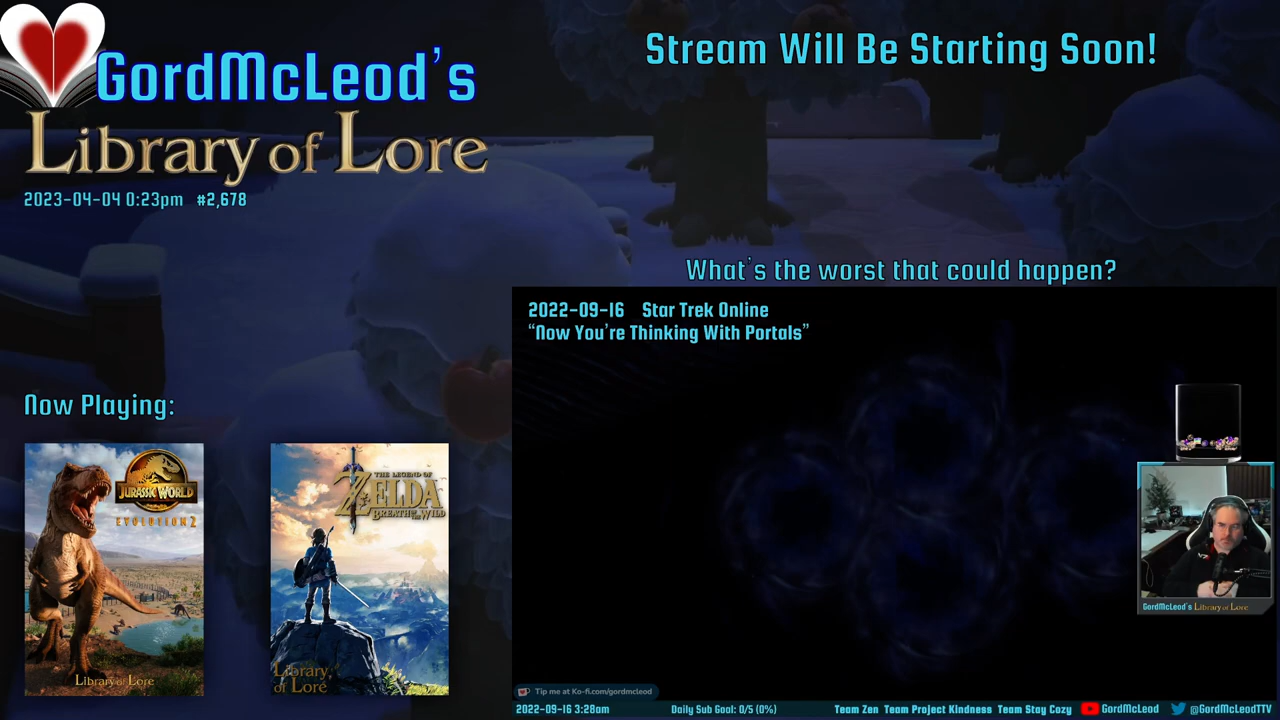 GordMcLeod's
Library of Lore
2023-04-04 0:23pm #2,678
Stream Will Be Starting Soon!
What's the worst that could happen?
2022-09-16 Star Trek Online
“Now You're Thinking With Portals”
Now Playing:
JURASSIC WORLD
EVOLUTION 2
Library of Lore
THE LEGEND OF
ZELDA
BREATH OF THE WILD
Library
of Lore
GordMcLeod's Library of Lore
Tip me at Ko-fi.com/gordmcleod
2022-09-16 3:28am Daily Sub Goal: 0/5 (0%) Team Zen Team Project Kindness Team Stay Cozy GordMcLeod @GordMcLeodTTV